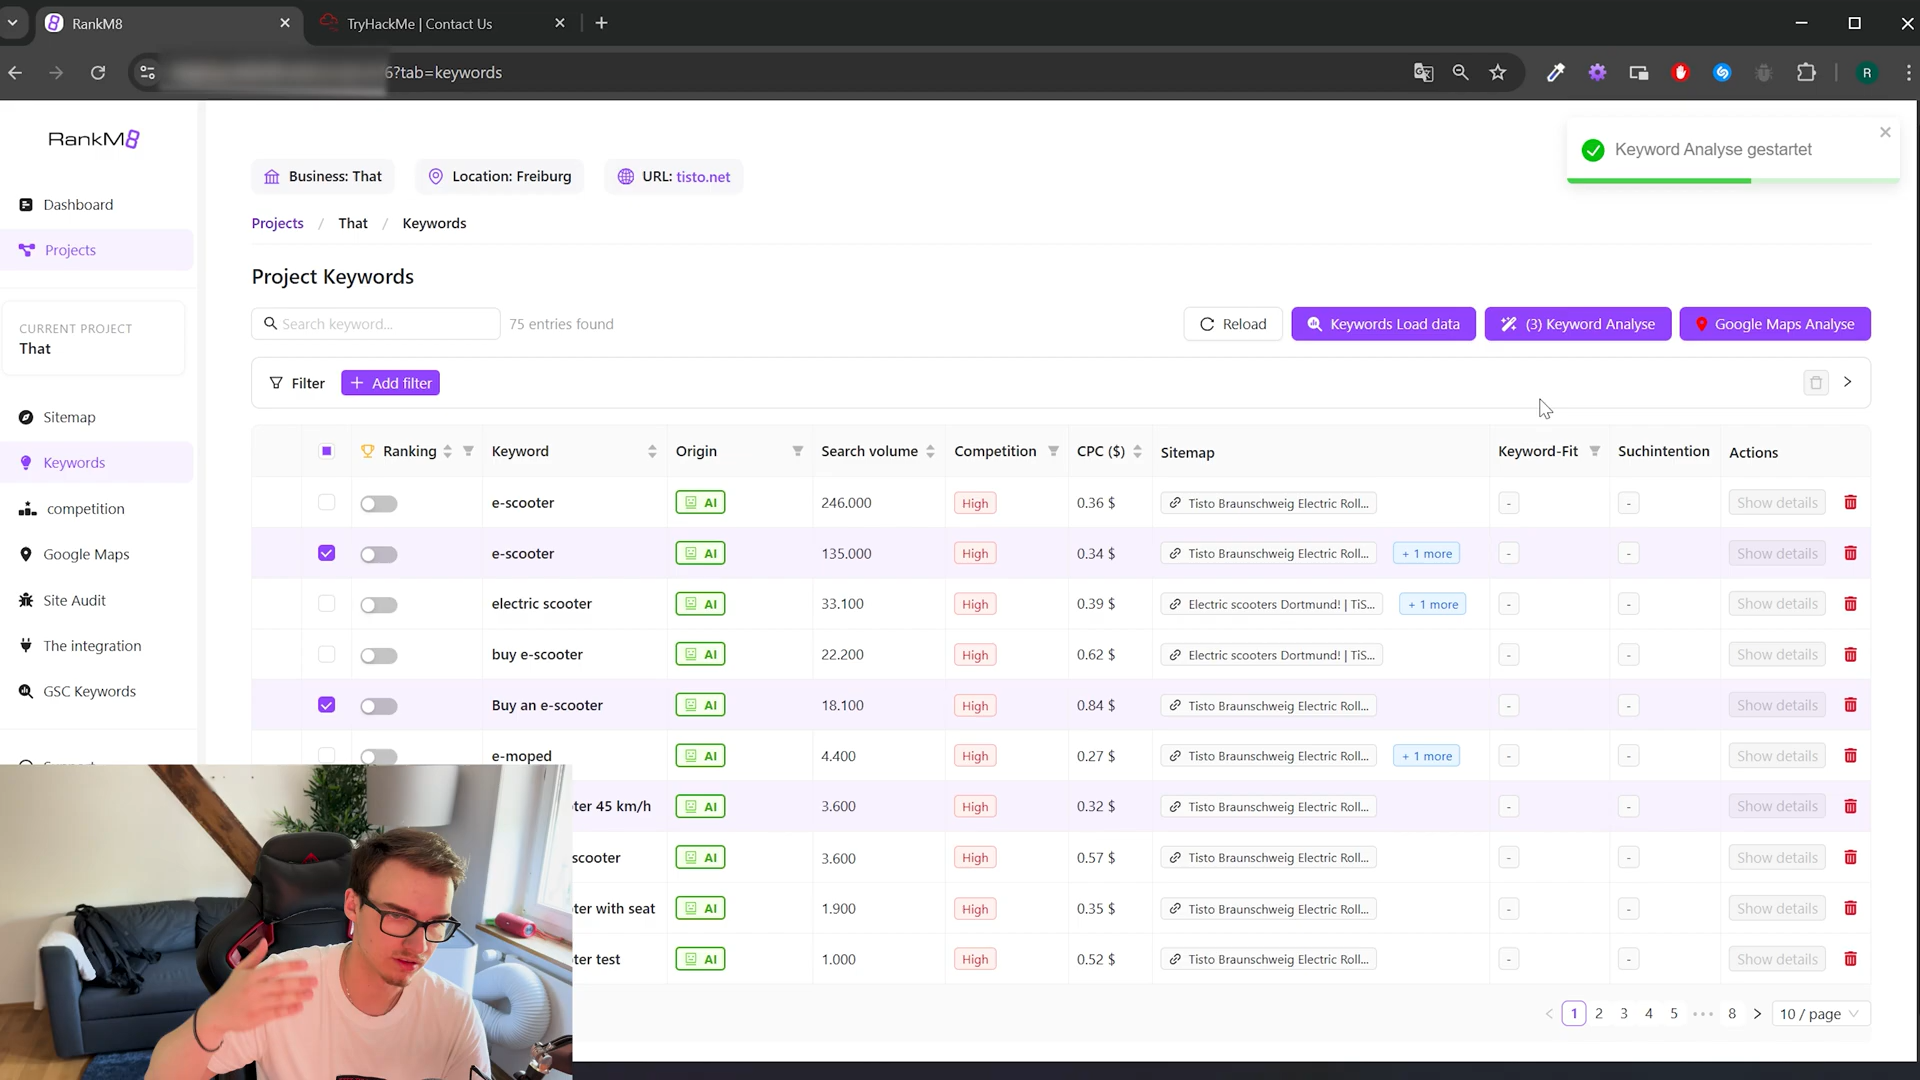 RankM8
TryHackMe | Contact Us
6?tab=keywords
R
RankM8
Business: That
Location: Freiburg
URL: tisto.net
Keyword Analyse gestartet
Dashboard
Projects
CURRENT PROJECT
That
Sitemap
Keywords
competition
Google Maps
Site Audit
The integration
GSC Keywords
Projects / That / Keywords
Project Keywords
Search keyword...
75 entries found
Reload
Keywords Load data
(3) Keyword Analyse
Google Maps Analyse
Filter
Add filter
Ranking Keyword Origin Search volume Competition CPC ($) Sitemap Keyword-Fit Suchintention Actions
e-scooter AI 246.000 High 0.36 $ Tisto Braunschweig Electric Roll... - - Show details
e-scooter AI 135.000 High 0.34 $ Tisto Braunschweig Electric Roll... + 1 more - - Show details
electric scooter AI 33.100 High 0.39 $ Electric scooters Dortmund! | TiS... + 1 more - - Show details
buy e-scooter AI 22.200 High 0.62 $ Electric scooters Dortmund! | TiS... - - Show details
Buy an e-scooter AI 18.100 High 0.84 $ Tisto Braunschweig Electric Roll... - - Show details
e-moped AI 4.400 High 0.27 $ Tisto Braunschweig Electric Roll... + 1 more - - Show details
ter 45 km/h AI 3.600 High 0.32 $ Tisto Braunschweig Electric Roll... - - Show details
scooter AI 3.600 High 0.57 $ Tisto Braunschweig Electric Roll... - - Show details
ter with seat AI 1.900 High 0.35 $ Tisto Braunschweig Electric Roll... - - Show details
ter test AI 1.000 High 0.52 $ Tisto Braunschweig Electric Roll... - - Show details
1 2 3 4 5 ••• 8 10 / page